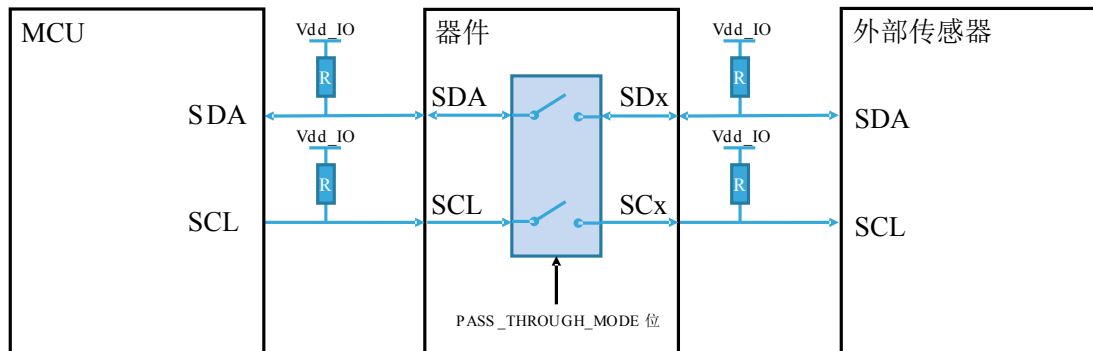 MCU
器件
外部传感器
Vdd_IO
Vdd_IO
R
R
SDA
SDA
SDx
SDA
Vdd_IO
Vdd_IO
R
R
SCL
SCL
SCx
SCL
PASS_THROUGH_MODE 位